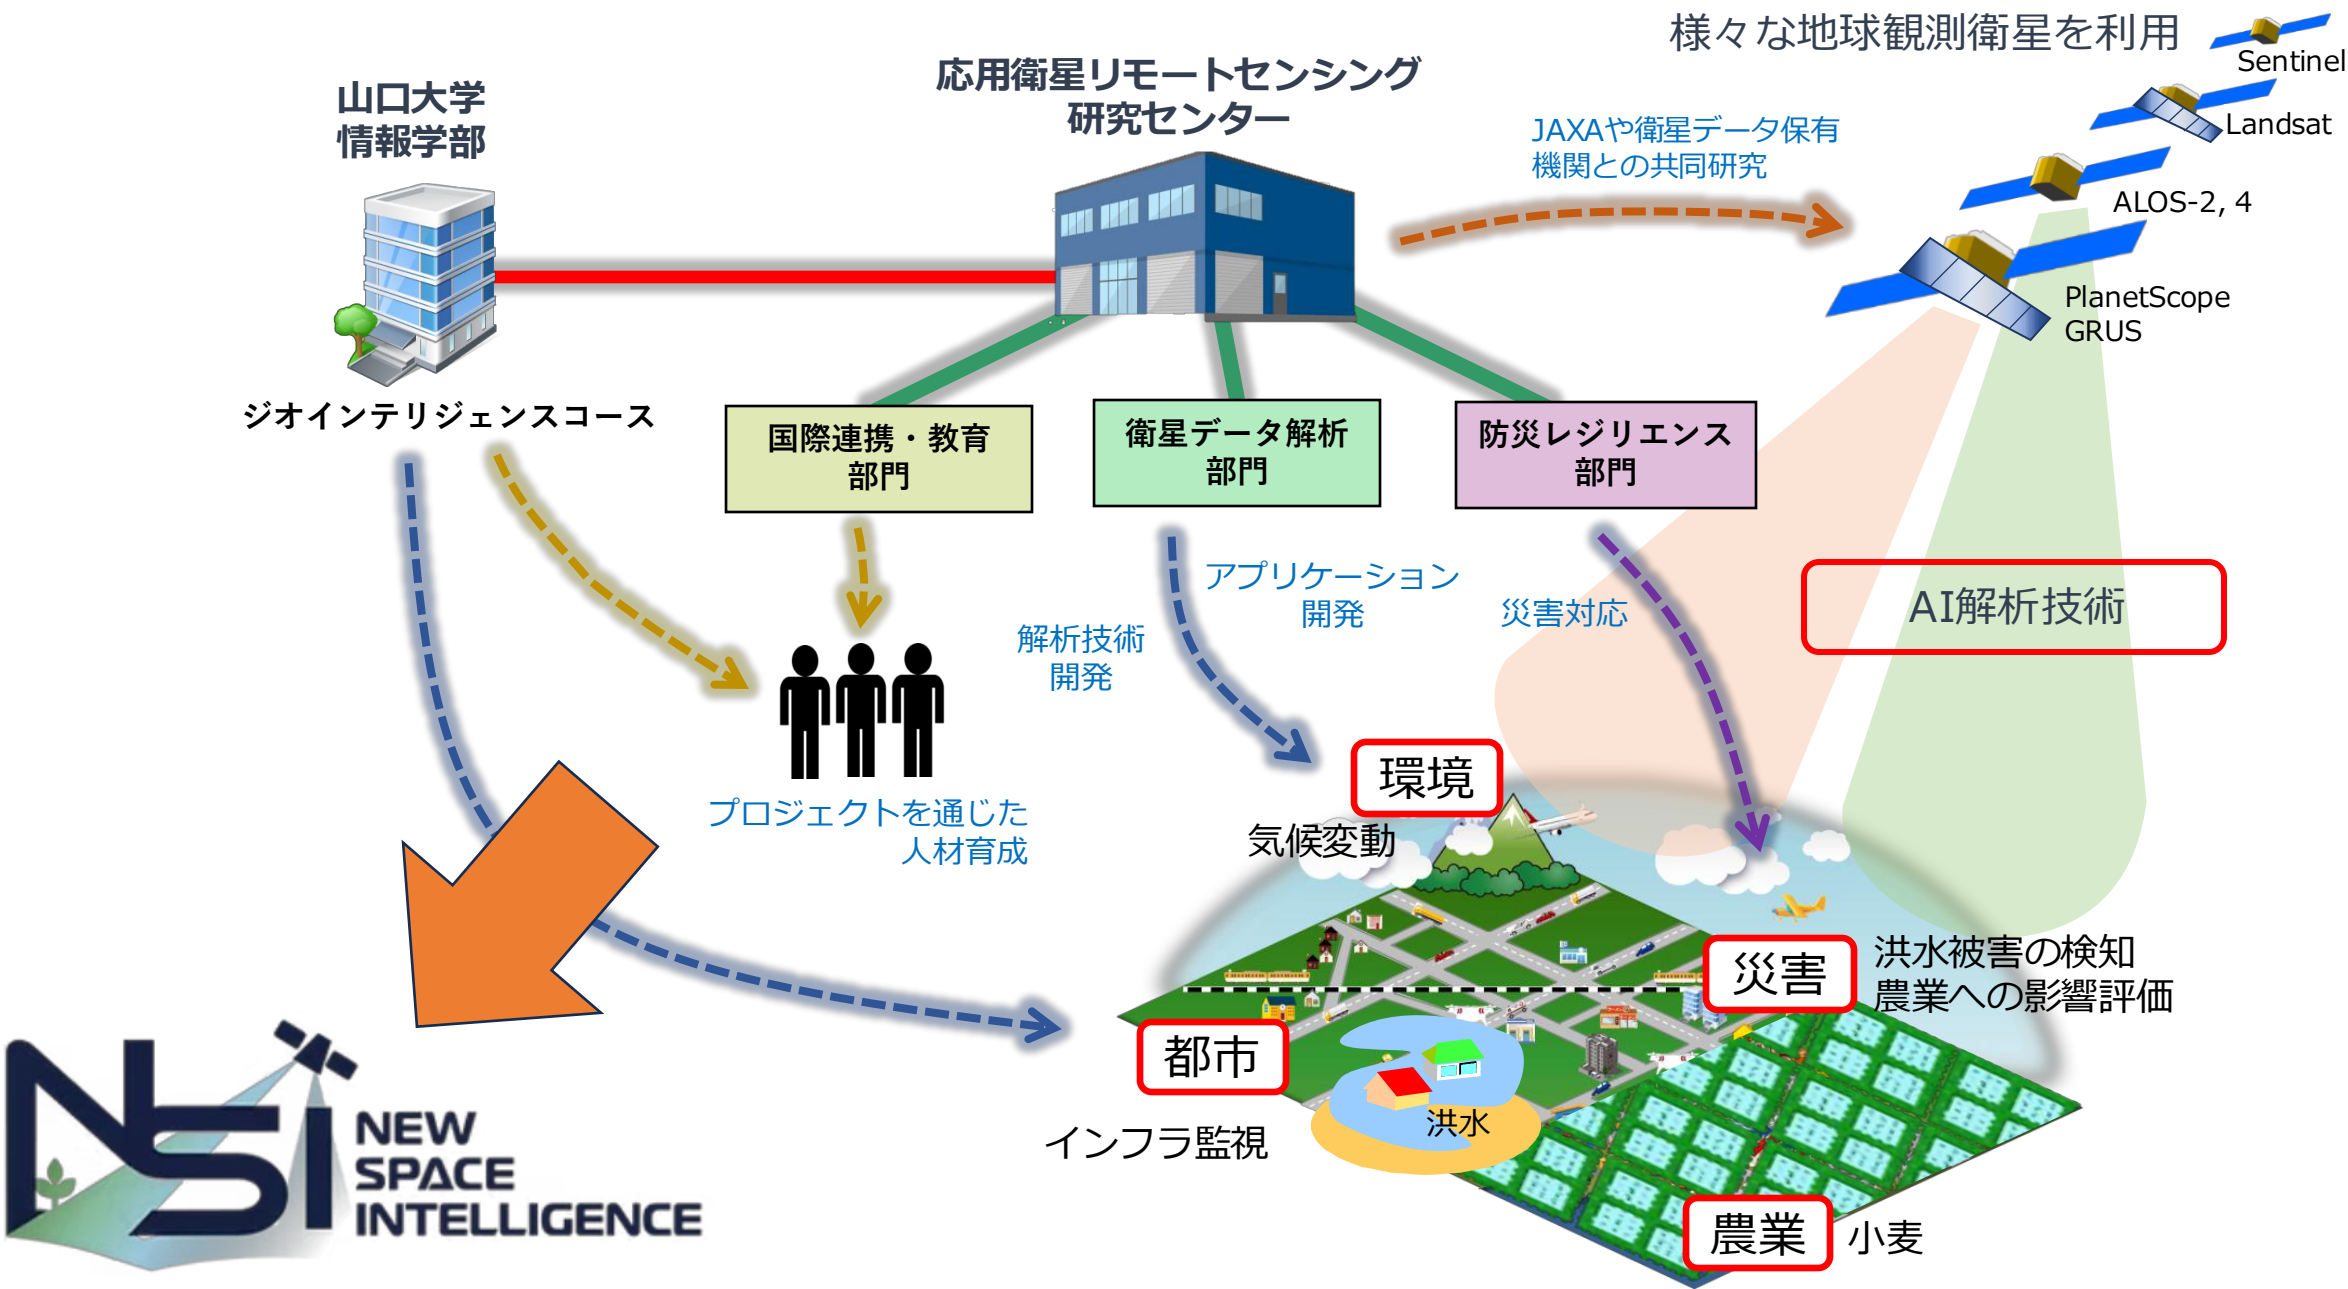 様々な地球観測衛星を利用
Sentinel
Landsat
ALOS-2, 4
PlanetScope
GRUS
応用衛星リモートセンシング
研究センター
山口大学
情報学部
JAXAや衛星データ保有
機関との共同研究
ジオインテリジェンスコース
国際連携・教育
部門
衛星データ解析
部門
防災レジリエンス
部門
アプリケーション
開発
災害対応
AI解析技術
解析技術
開発
プロジェクトを通じた
人材育成
環境
気候変動
災害
洪水被害の検知
農業への影響評価
都市
インフラ監視
洪水
農業
小麦
NSI
NEW
SPACE
INTELLIGENCE